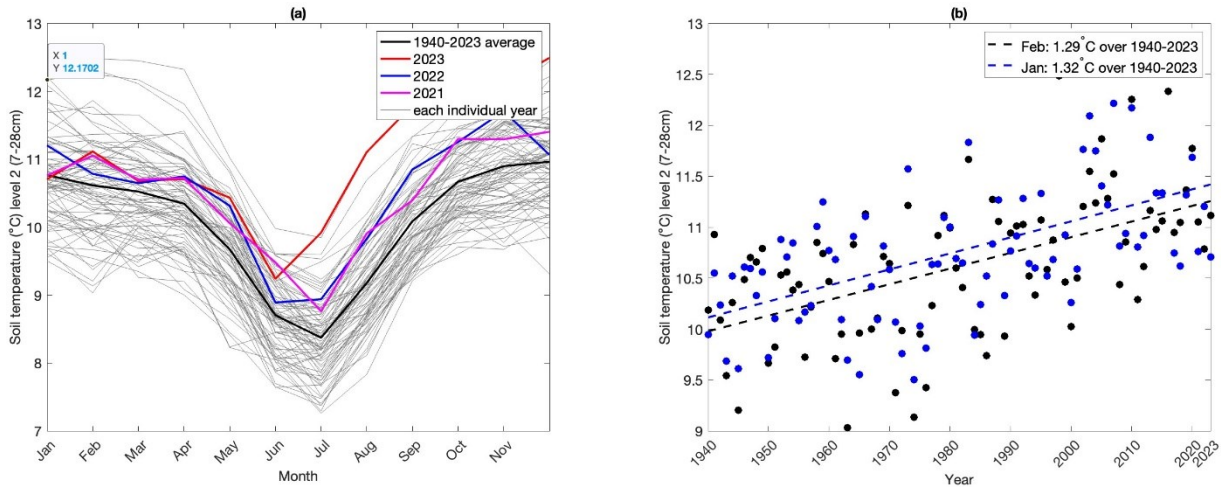 (a)
13
12
11
10
9
8
7
Soil temperature (°C) level 2 (7-28cm)
X 1
Y 12.1702
1940-2023 average
2023
2022
2021
each individual year
Jan
Feb
Mar
Apr
May
Jun
Jul
Aug
Sep
Oct
Nov
Month
(b)
13
12.5
12
11.5
11
10.5
10
9.5
9
Soil temperature (°C) level 2 (7-28cm)
Feb: 1.29°C over 1940-2023
Jan: 1.32°C over 1940-2023
1940
1950
1960
1970
1980
1990
2000
2010
2020
2023
Year